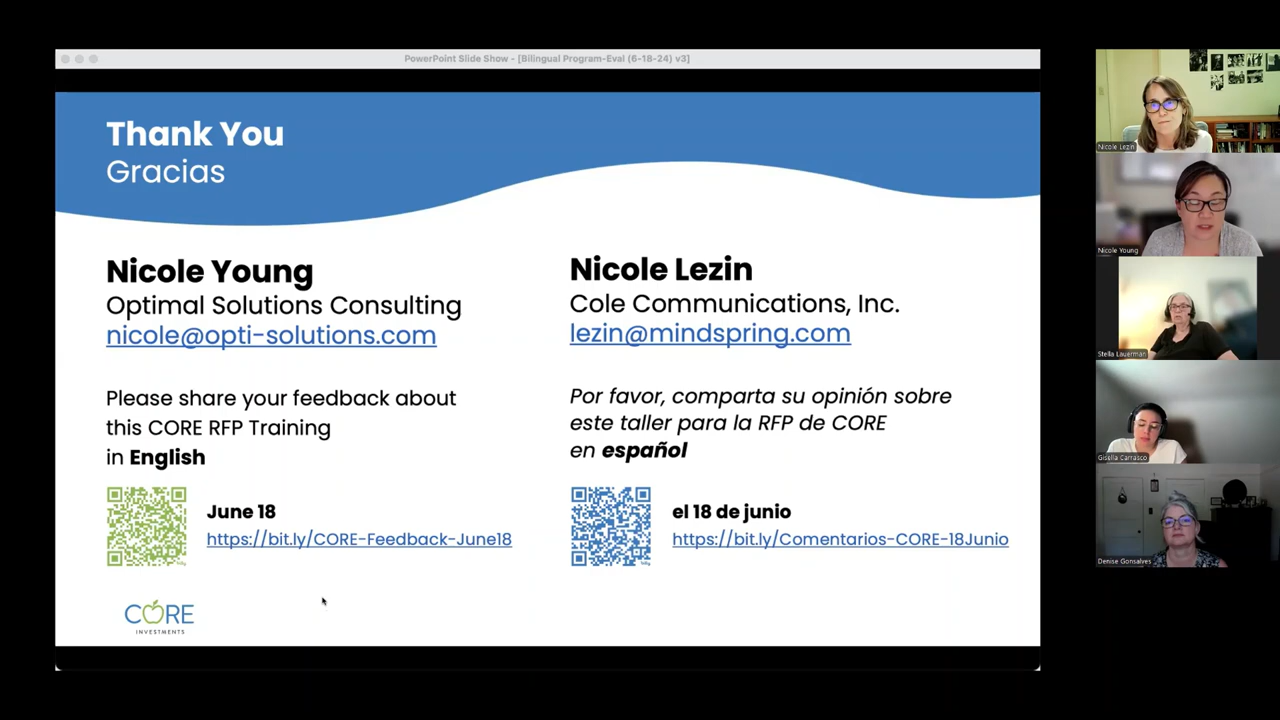 PowerPoint Slide Show - [Bilingual Program-Eval (6-18-24) v3]
Thank You
Gracias
Nicole Young
Optimal Solutions Consulting
nicole@opti-solutions.com
Please share your feedback about
this CORE RFP Training
in English
June 18
https://bit.ly/CORE-Feedback-June18
Nicole Lezin
Cole Communications, Inc.
lezin@mindspring.com
Por favor, comparta su opinión sobre
este taller para la RFP de CORE
en español
el 18 de junio
https://bit.ly/Comentarios-CORE-18Junio
CORE
INVESTMENTS
Nicole Lezin
Nicole Young
Stella Lauerman
Gisella Carrasco
Denise Gonsalves